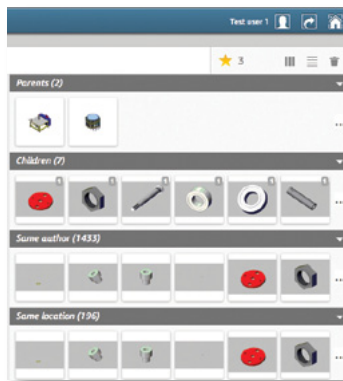 Test user 1
3
Parents (2)
Children (7)
Same author (1433)
Same location (196)